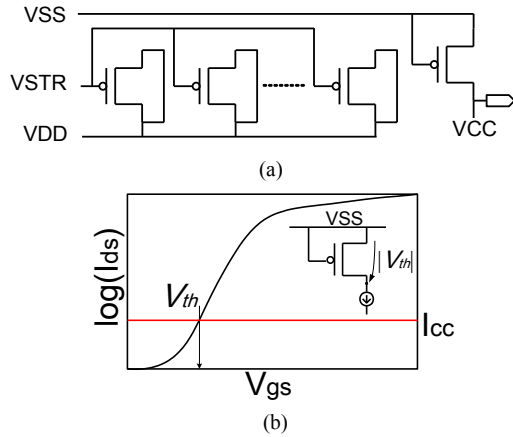 VSS
VSTR
VDD
VCC
(a)
log(Ids)
Vth
VSS
|Vth|
Icc
Vgs
(b)